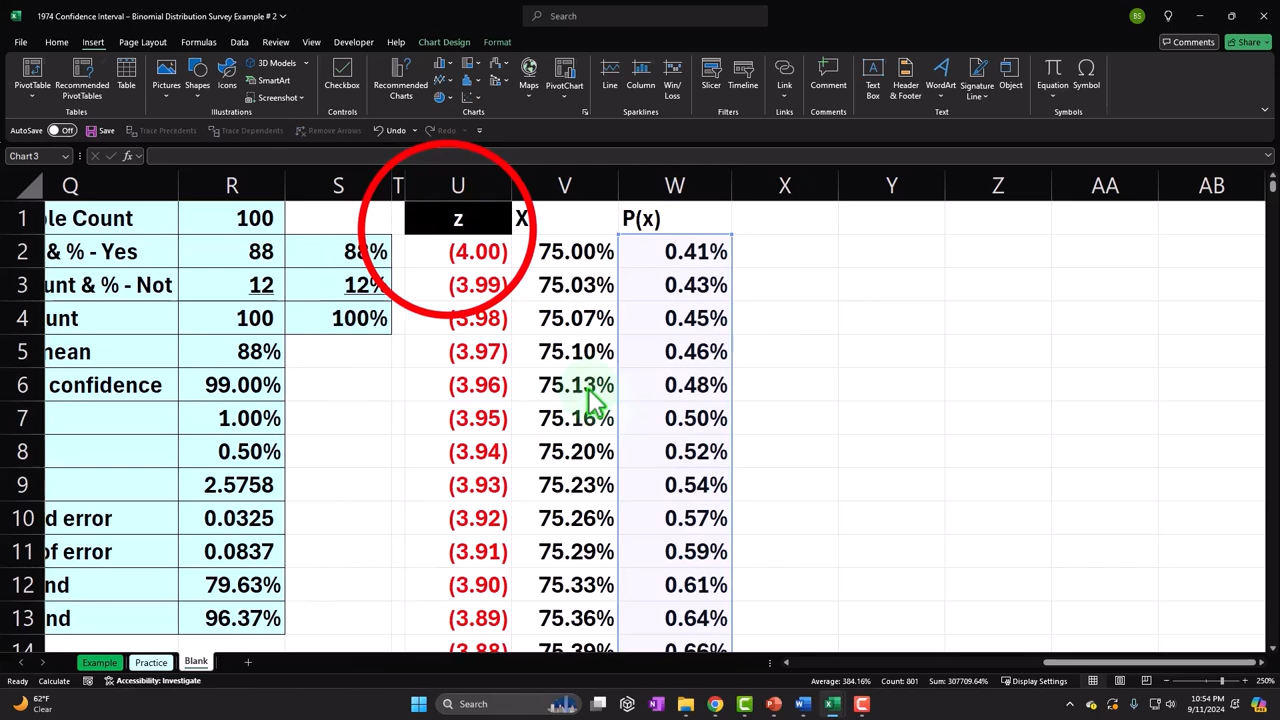 1974 Confidence Interval – Binomial Distribution Survey Example # 2
Search
BS
File Home Insert Page Layout Formulas Data Review View Developer Help Chart Design Format
Comments Share
PivotTable Recommended PivotTables Table
Tables
Pictures Shapes Icons 3D Models SmartArt Screenshot
Illustrations
Checkbox
Controls
Recommended Charts Maps PivotChart
Charts
Line Column Win/Loss
Sparklines
Slicer Timeline
Filters
Link
Links
Comment
Comments
Text Box Header & Footer WordArt Signature Line Object
Text
Equation Symbol
Symbols
AutoSave Off Save Trace Precedents Undo Trace Dependents Remove Arrows Redo
Chart3 fx
Q R S T U V W X Y Z AA AB
1 le Count 100 z X P(x)
2 & % - Yes 88 88% (4.00) 75.00% 0.41%
3 unt & % - Not 12 12% (3.99) 75.03% 0.43%
4 unt 100 100% (3.98) 75.07% 0.45%
5 nean 88% (3.97) 75.10% 0.46%
6 confidence 99.00% (3.96) 75.13% 0.48%
7 1.00% (3.95) 75.16% 0.50%
8 0.50% (3.94) 75.20% 0.52%
9 2.5758 (3.93) 75.23% 0.54%
10 d error 0.0325 (3.92) 75.26% 0.57%
11 of error 0.0837 (3.91) 75.29% 0.59%
12 nd 79.63% (3.90) 75.33% 0.61%
13 nd 96.37% (3.89) 75.36% 0.64%
14 (3.88) 75.39% 0.66%
Example Practice Blank
Ready Calculate Accessibility: Investigate Average: 384.16% Count: 801 Sum: 307709.64% Display Settings 250%
62°F
Clear
Search
10:54 PM
9/11/2024